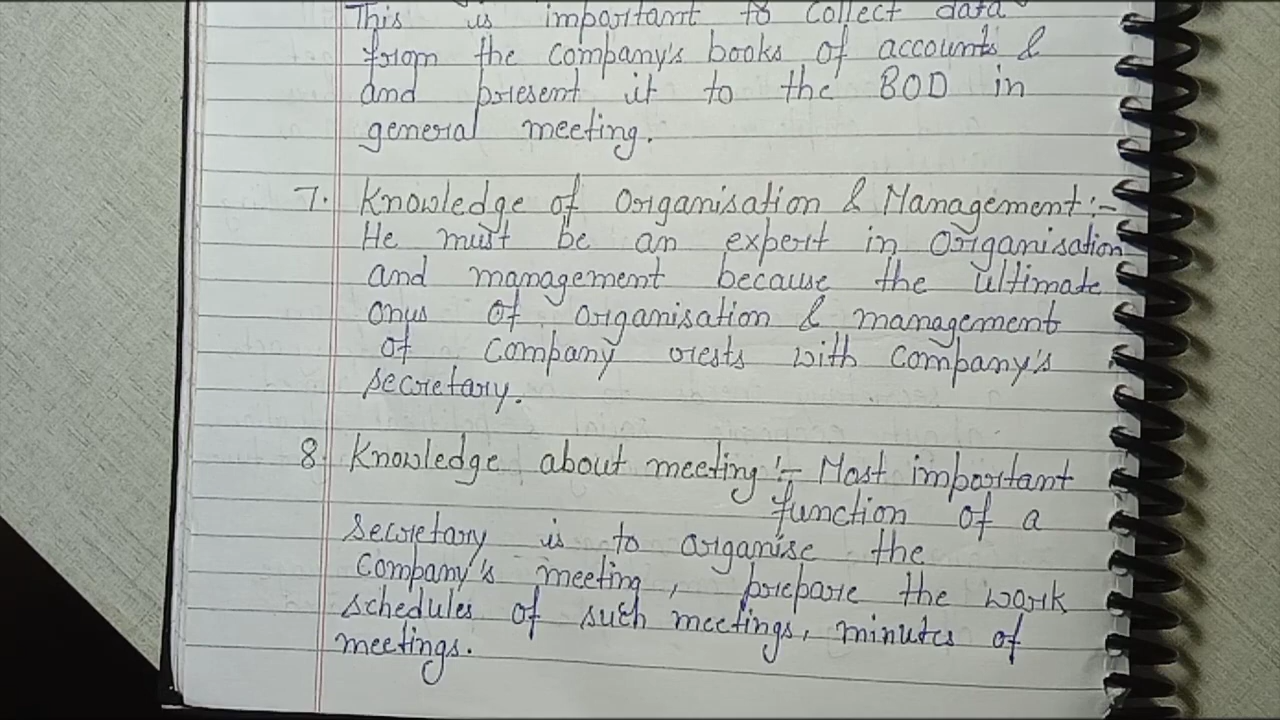 This is important to collect data
from the company's books of accounts &
and present it to the BOD in
general meeting.
7. Knowledge of Organisation & Management :-
He must be an expert in Organisation
and management because the ultimate
onus of organisation & management
of company rests with company's
secretary.
8. Knowledge about meeting :- Most important
function of a
secretary is to organise the
Company's meeting, prepare the work
schedules of such meetings, minutes of
meetings.